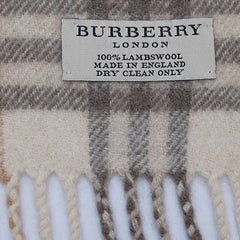 BURBERRY
LONDON
100% LAMBSWOOL
MADE IN ENGLAND
DRY CLEAN ONLY